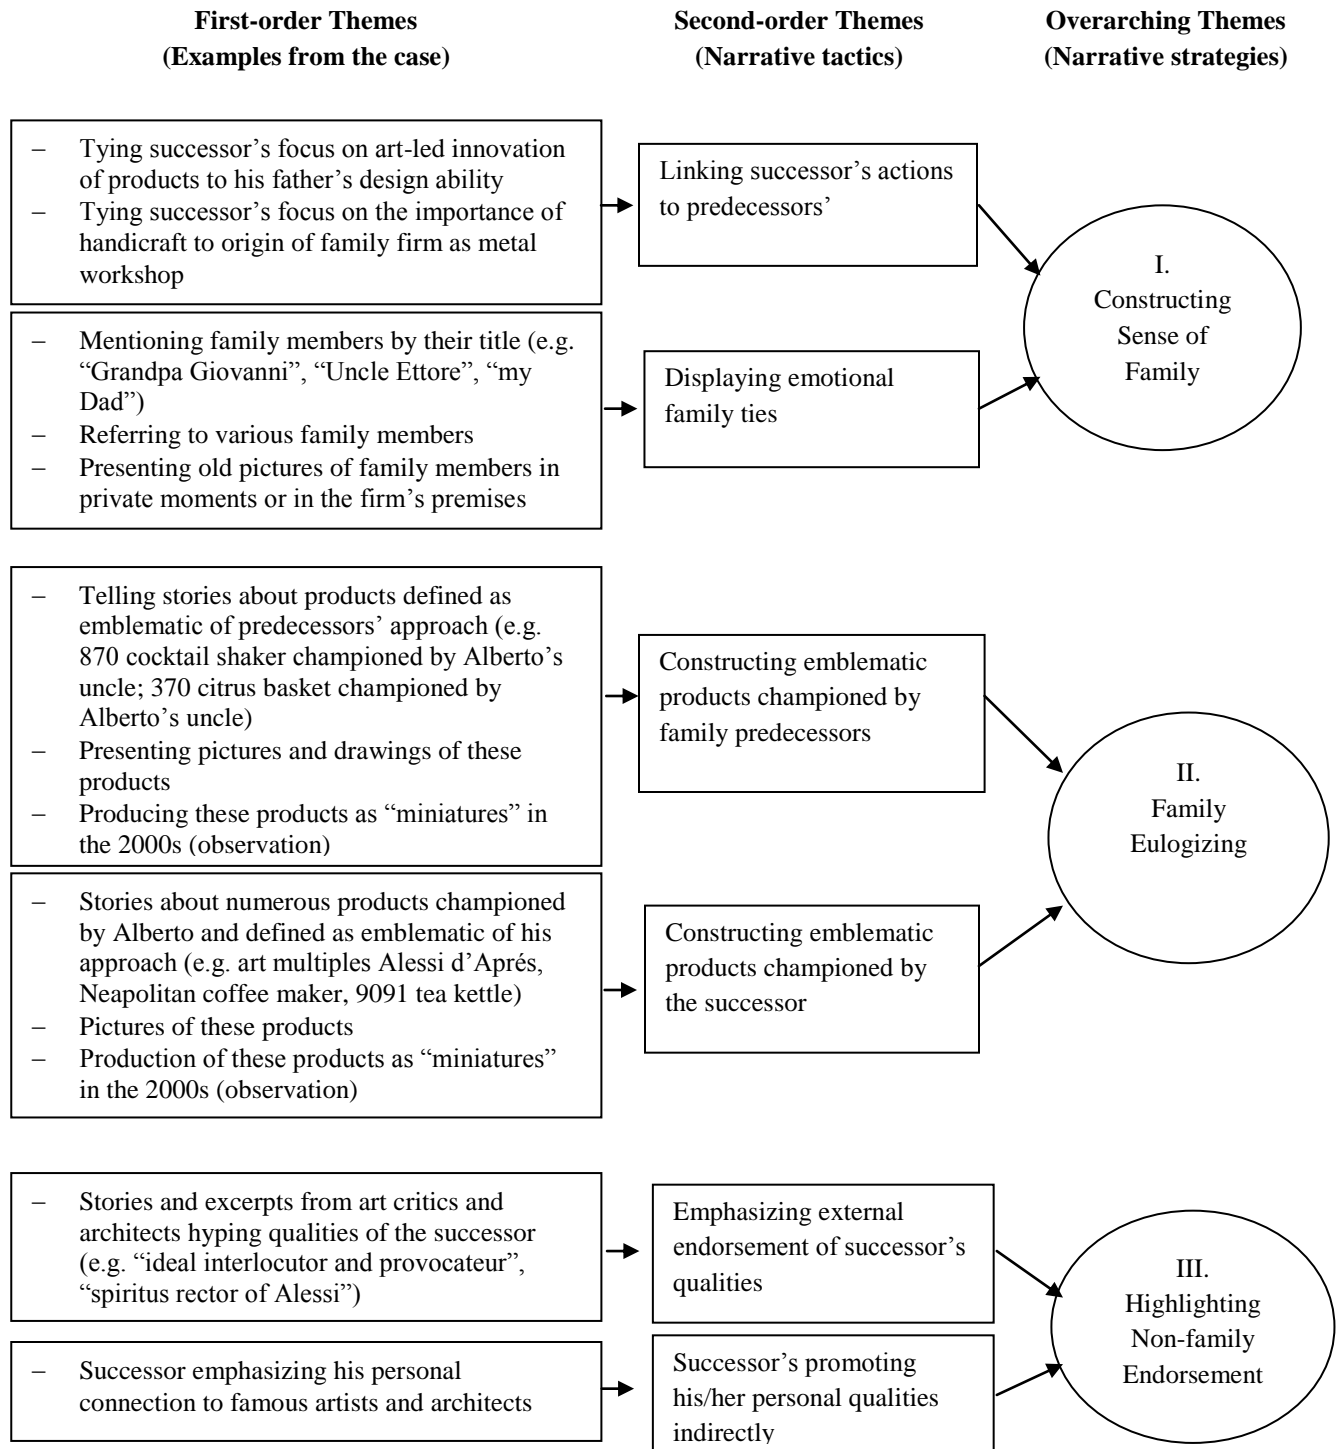 First-order Themes
(Examples from the case)
Second-order Themes
(Narrative tactics)
Overarching Themes
(Narrative strategies)
– Tying successor’s focus on art-led innovation
of products to his father’s design ability
– Tying successor’s focus on the importance of
handicraft to origin of family firm as metal
workshop
Linking successor’s actions
to predecessors’
– Mentioning family members by their title (e.g.
“Grandpa Giovanni”, “Uncle Ettore”, “my
Dad”)
– Referring to various family members
– Presenting old pictures of family members in
private moments or in the firm’s premises
Displaying emotional
family ties
I.
Constructing
Sense of
Family
– Telling stories about products defined as
emblematic of predecessors’ approach (e.g.
870 cocktail shaker championed by Alberto’s
uncle; 370 citrus basket championed by
Alberto’s uncle)
– Presenting pictures and drawings of these
products
– Producing these products as “miniatures” in
the 2000s (observation)
Constructing emblematic
products championed by
family predecessors
– Stories about numerous products championed
by Alberto and defined as emblematic of his
approach (e.g. art multiples Alessi d’Aprés,
Neapolitan coffee maker, 9091 tea kettle)
– Pictures of these products
– Production of these products as “miniatures”
in the 2000s (observation)
Constructing emblematic
products championed by
the successor
II.
Family
Eulogizing
– Stories and excerpts from art critics and
architects hyping qualities of the successor
(e.g. “ideal interlocutor and provocateur”,
“spiritus rector of Alessi”)
Emphasizing external
endorsement of successor’s
qualities
– Successor emphasizing his personal
connection to famous artists and architects
Successor’s promoting
his/her personal qualities
indirectly
III.
Highlighting
Non-family
Endorsement